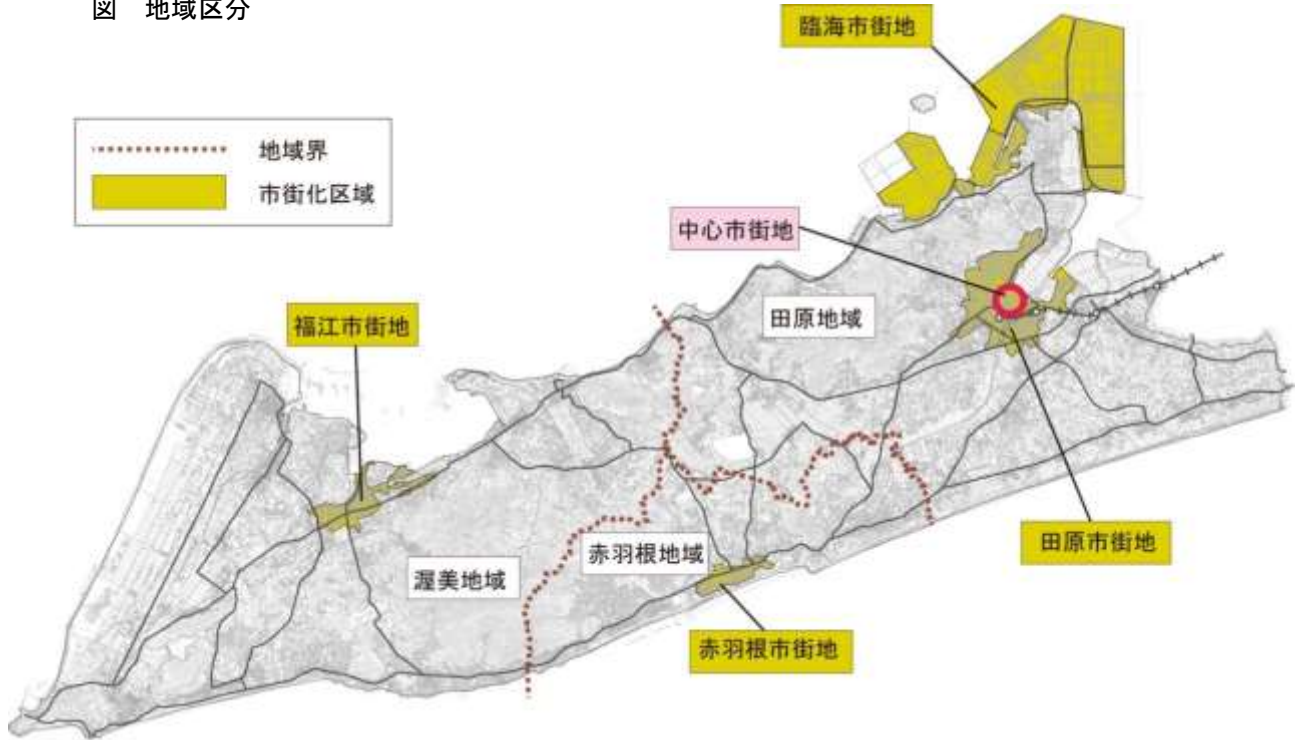 図 地域区分
臨海市街地
地域界
市街化区域
中心市街地
田原地域
福江市街地
田原市街地
赤羽根地域
渥美地域
赤羽根市街地